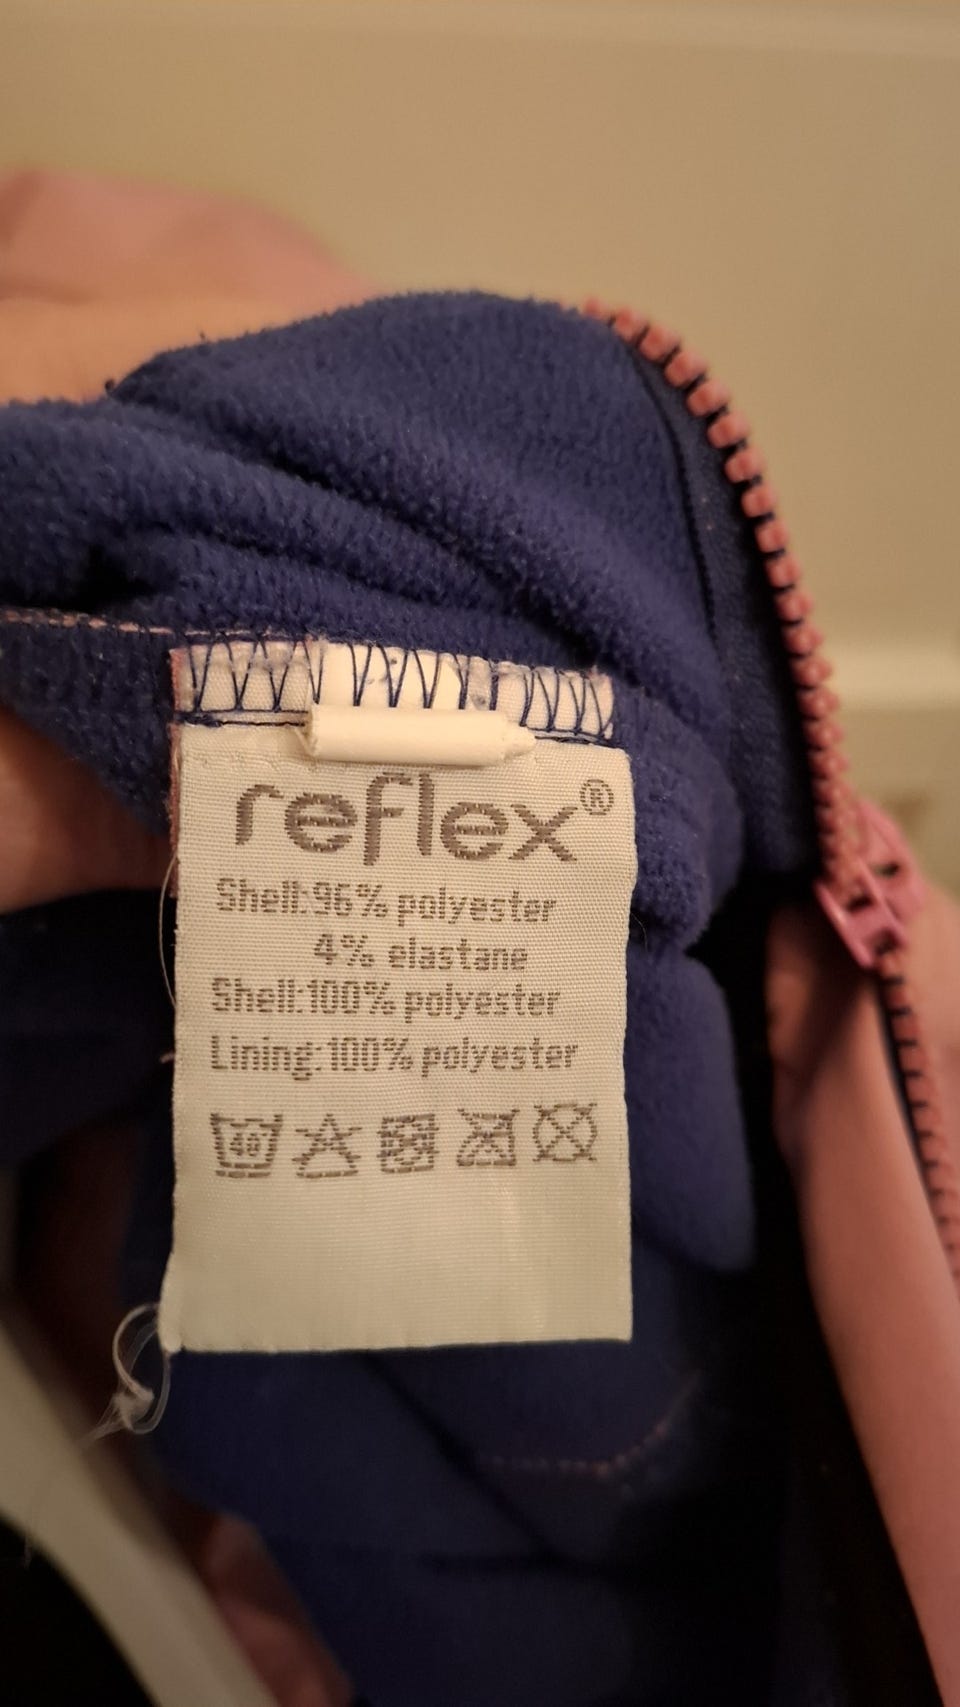 reflex®
Shell:96% polyester
4% elastane
Shell:100% polyester
Lining:100% polyester
40